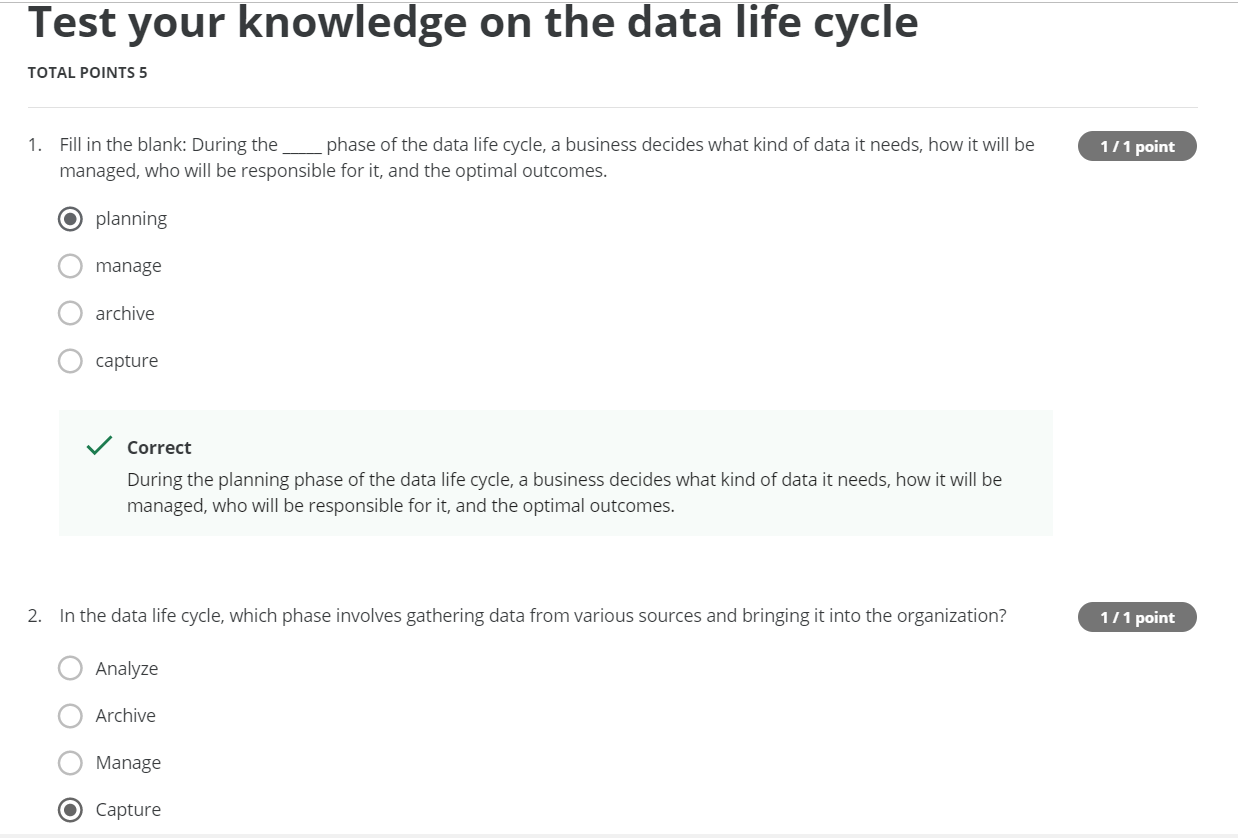 Test your knowledge on the data life cycle
TOTAL POINTS 5
1. Fill in the blank: During the _____ phase of the data life cycle, a business decides what kind of data it needs, how it will be
managed, who will be responsible for it, and the optimal outcomes.
1 / 1 point
planning
manage
archive
capture
Correct
During the planning phase of the data life cycle, a business decides what kind of data it needs, how it will be
managed, who will be responsible for it, and the optimal outcomes.
2. In the data life cycle, which phase involves gathering data from various sources and bringing it into the organization?
1 / 1 point
Analyze
Archive
Manage
Capture